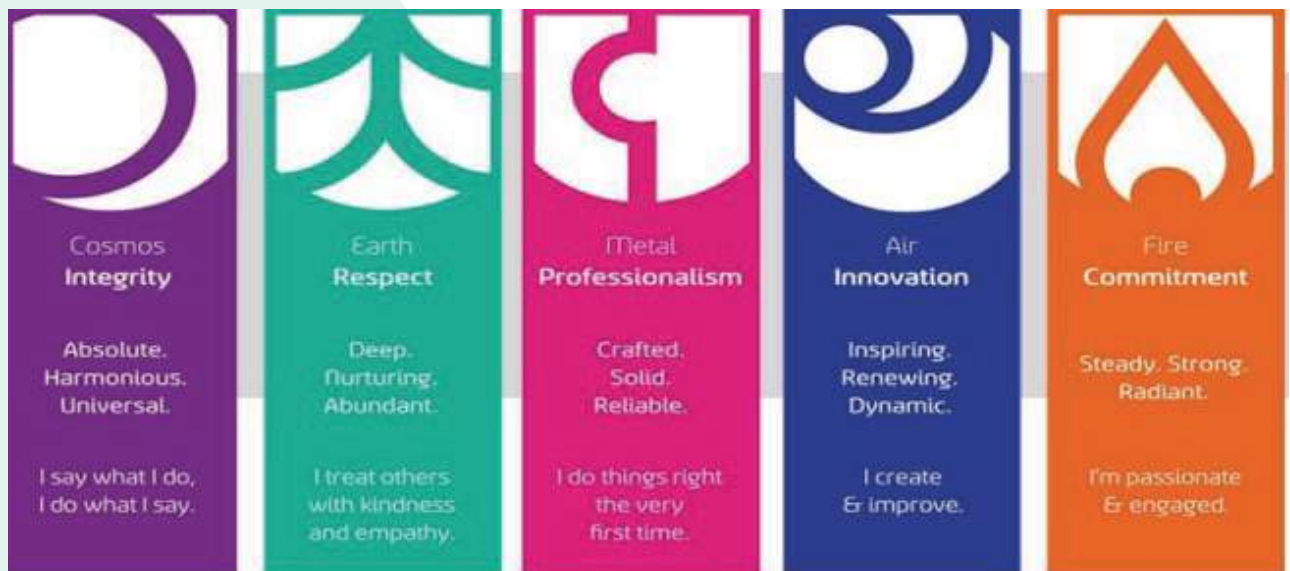 Cosmos
Integrity
Absolute.
Harmonious.
Universal.
I say what I do,
I do what I say.
Earth
Respect
Deep.
Nurturing.
Abundant.
I treat others
with kindness
and empathy.
Metal
Professionalism
Crafted.
Solid.
Reliable.
I do things right
the very
first time.
Air
Innovation
Inspiring.
Renewing.
Dynamic.
I create
& improve.
Fire
Commitment
Steady. Strong.
Radiant.
I'm passionate
& engaged.